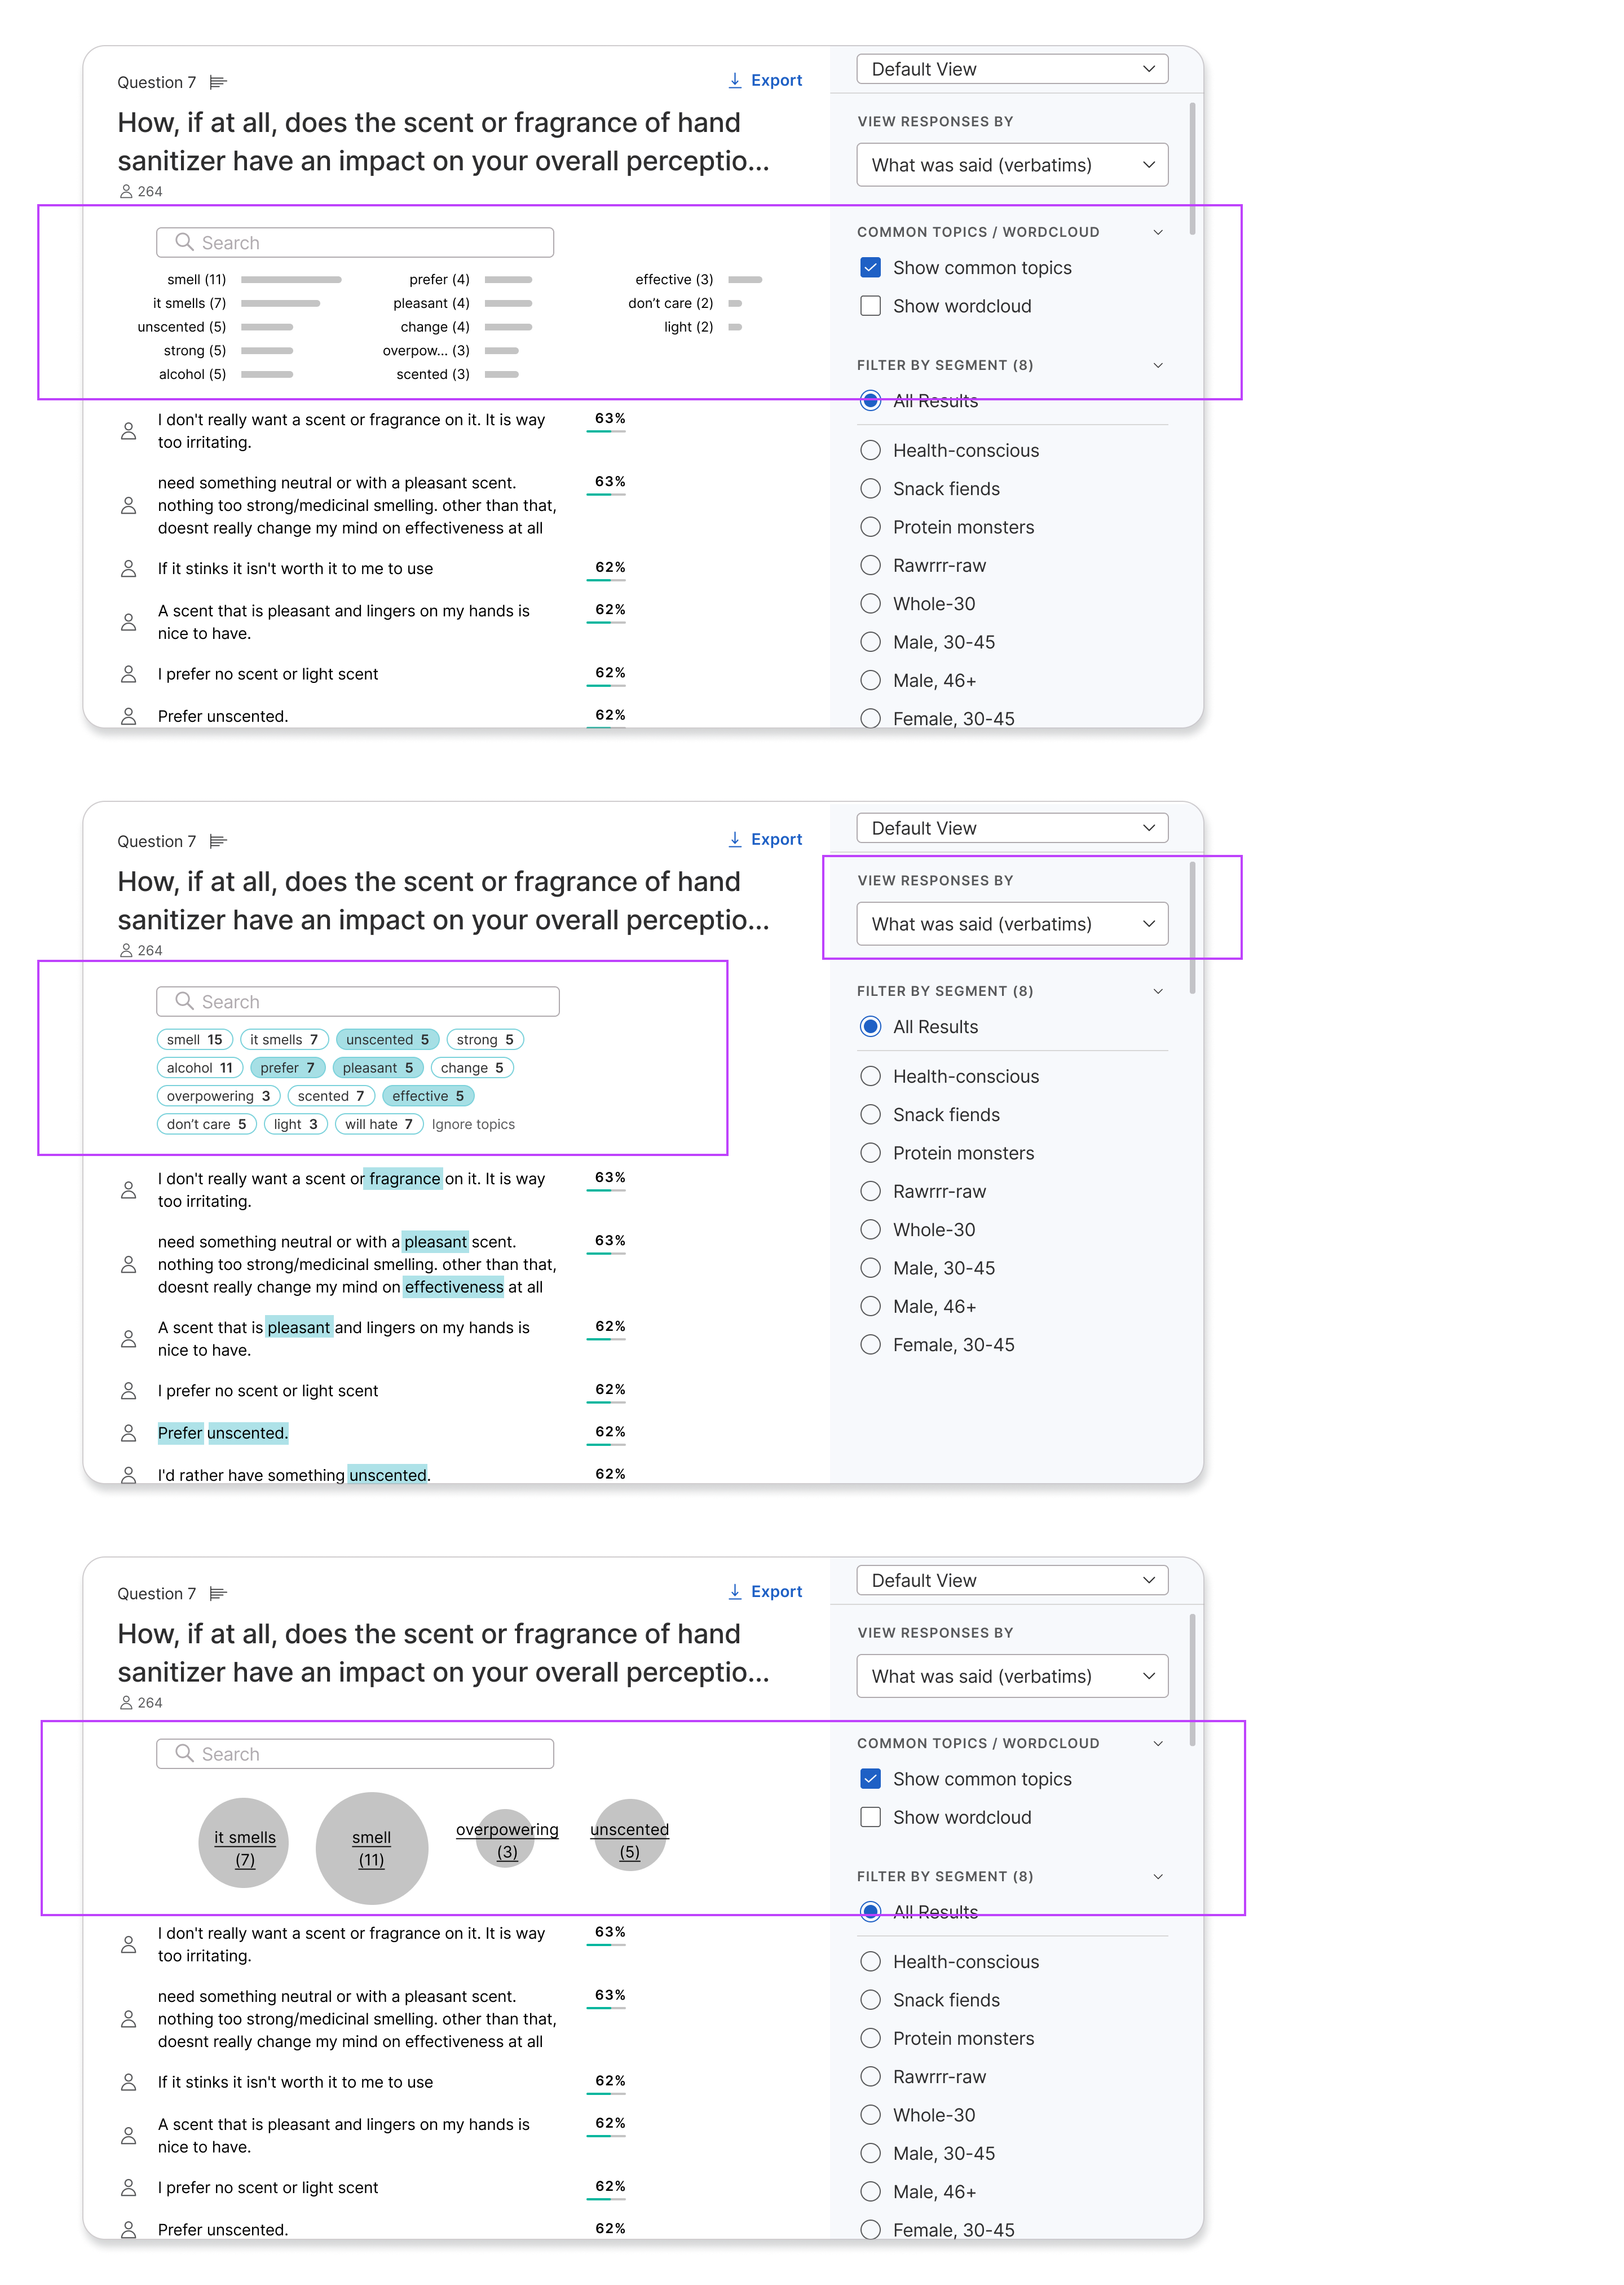 Question 7
Export
How, if at all, does the scent or fragrance of hand
sanitizer have an impact on your overall perceptio...
264
Search
smell (11)
it smells (7)
unscented (5)
strong (5)
alcohol (5)
prefer (4)
pleasant (4)
change (4)
overpow... (3)
scented (3)
effective (3)
don't care (2)
light (2)
I don't really want a scent or fragrance on it. It is way
too irritating.
63%
need something neutral or with a pleasant scent.
nothing too strong/medicinal smelling. other than that,
doesnt really change my mind on effectiveness at all
63%
If it stinks it isn't worth it to me to use
62%
A scent that is pleasant and lingers on my hands is
nice to have.
62%
I prefer no scent or light scent
62%
Prefer unscented.
62%
Default View
VIEW RESPONSES BY
What was said (verbatims)
COMMON TOPICS / WORDCLOUD
Show common topics
Show wordcloud
FILTER BY SEGMENT (8)
All Results
Health-conscious
Snack fiends
Protein monsters
Rawrrr-raw
Whole-30
Male, 30-45
Male, 46+
Female, 30-45
Question 7
Export
How, if at all, does the scent or fragrance of hand
sanitizer have an impact on your overall perceptio...
264
Search
smell 15 it smells 7 unscented 5 strong 5
alcohol 11 prefer 7 pleasant 5 change 5
overpowering 3 scented 7 effective 5
don't care 5 light 3 will hate 7 Ignore topics
I don't really want a scent or fragrance on it. It is way
too irritating.
63%
need something neutral or with a pleasant scent.
nothing too strong/medicinal smelling. other than that,
doesnt really change my mind on effectiveness at all
63%
A scent that is pleasant and lingers on my hands is
nice to have.
62%
I prefer no scent or light scent
62%
Prefer unscented.
62%
I'd rather have something unscented.
62%
Default View
VIEW RESPONSES BY
What was said (verbatims)
FILTER BY SEGMENT (8)
All Results
Health-conscious
Snack fiends
Protein monsters
Rawrrr-raw
Whole-30
Male, 30-45
Male, 46+
Female, 30-45
Question 7
Export
How, if at all, does the scent or fragrance of hand
sanitizer have an impact on your overall perceptio...
264
Search
it smells
(7)
smell
(11)
overpowering
(3)
unscented
(5)
I don't really want a scent or fragrance on it. It is way
too irritating.
63%
need something neutral or with a pleasant scent.
nothing too strong/medicinal smelling. other than that,
doesnt really change my mind on effectiveness at all
63%
If it stinks it isn't worth it to me to use
62%
A scent that is pleasant and lingers on my hands is
nice to have.
62%
I prefer no scent or light scent
62%
Prefer unscented.
62%
Default View
VIEW RESPONSES BY
What was said (verbatims)
COMMON TOPICS / WORDCLOUD
Show common topics
Show wordcloud
FILTER BY SEGMENT (8)
All Results
Health-conscious
Snack fiends
Protein monsters
Rawrrr-raw
Whole-30
Male, 30-45
Male, 46+
Female, 30-45